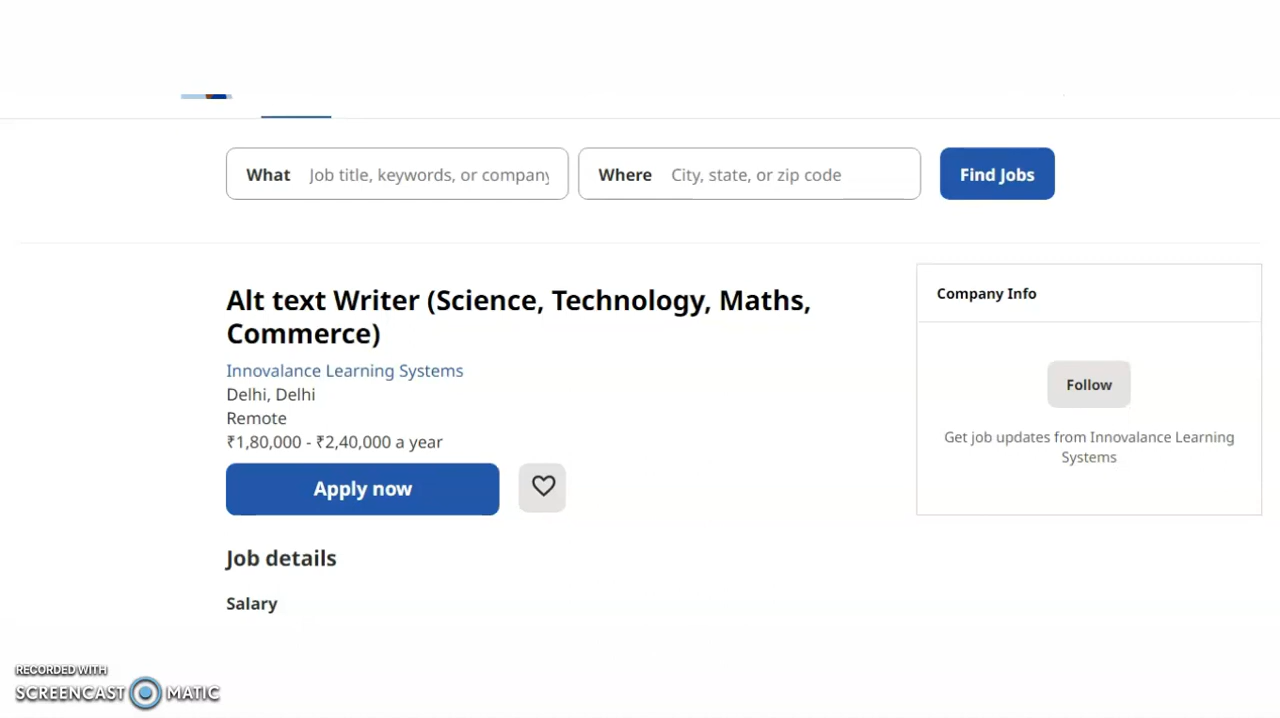 What Job title, keywords, or company
Where City, state, or zip code
Find Jobs
Alt text Writer (Science, Technology, Maths,
Commerce)
Innovalance Learning Systems
Delhi, Delhi
Remote
₹1,80,000 - ₹2,40,000 a year
Apply now
Job details
Salary
Company Info
Follow
Get job updates from Innovalance Learning
Systems
RECORDED WITH
SCREENCAST MATIC